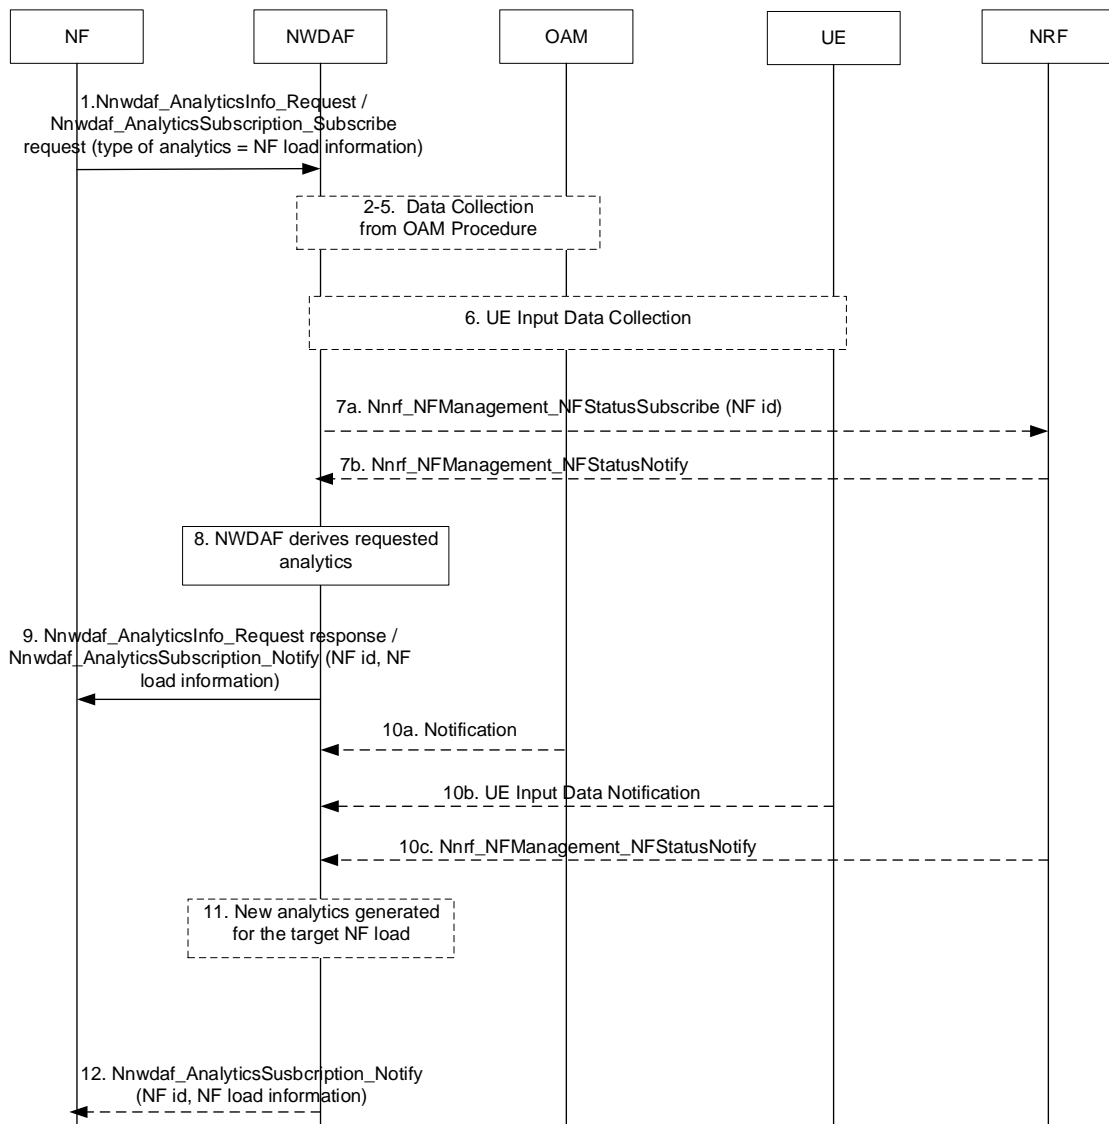 NF
NWDAF
OAM
UE
NRF
1.Nnwdaf_AnalyticsInfo_Request /
Nnwdaf_AnalyticsSubscription_Subscribe
request (type of analytics = NF load information)
2-5. Data Collection
from OAM Procedure
6. UE Input Data Collection
7a. Nnrf_NFManagement_NFStatusSubscribe (NF id)
7b. Nnrf_NFManagement_NFStatusNotify
8. NWDAF derives requested
analytics
9. Nnwdaf_AnalyticsInfo_Request response /
Nnwdaf_AnalyticsSubscription_Notify (NF id, NF
load information)
10a. Notification
10b. UE Input Data Notification
10c. Nnrf_NFManagement_NFStatusNotify
11. New analytics generated
for the target NF load
12. Nnwdaf_AnalyticsSusbcription_Notify
(NF id, NF load information)